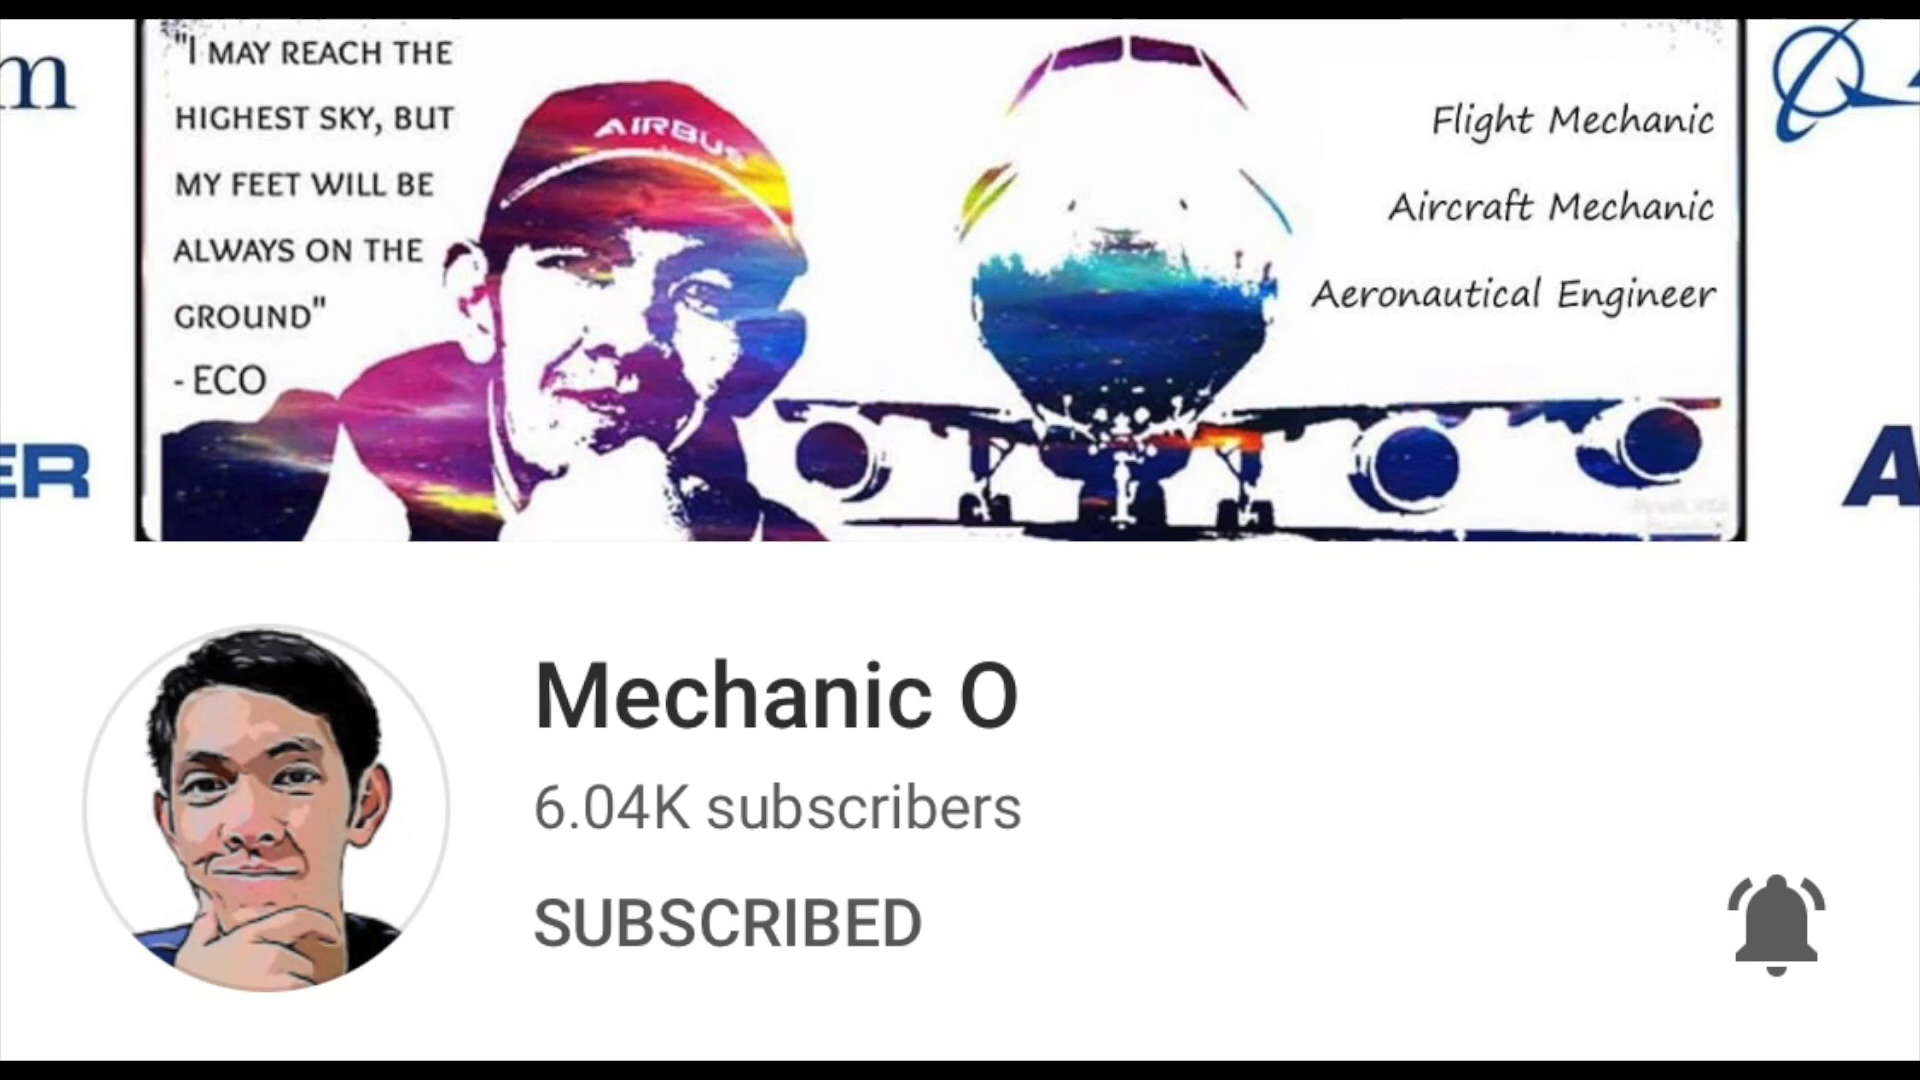 "I MAY REACH THE
HIGHEST SKY, BUT
MY FEET WILL BE
ALWAYS ON THE
GROUND"
- ECO
AIRBUS
Flight Mechanic
Aircraft Mechanic
Aeronautical Engineer
m
ER
A
Mechanic O
6.04K subscribers
SUBSCRIBED